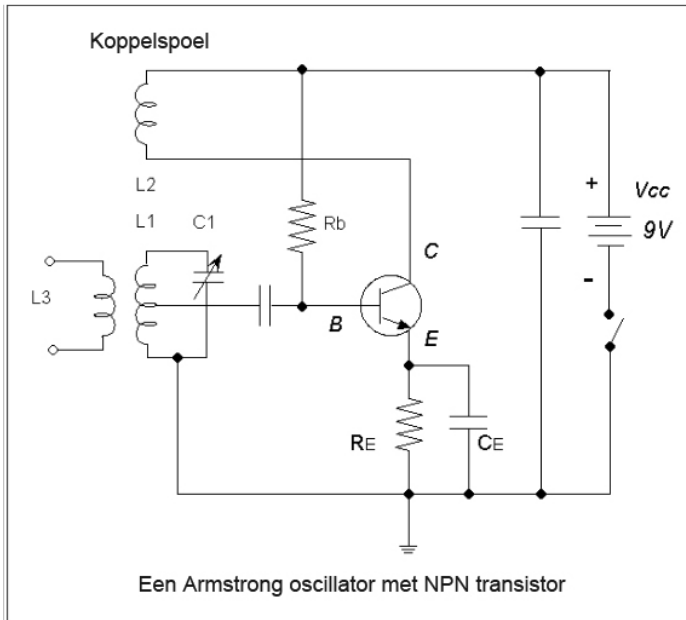 Koppelspoel
L2
L1 C1
Rb
C
+ Vcc
9V
-
L3
B
E
RE CE
Een Armstrong oscillator met NPN transistor